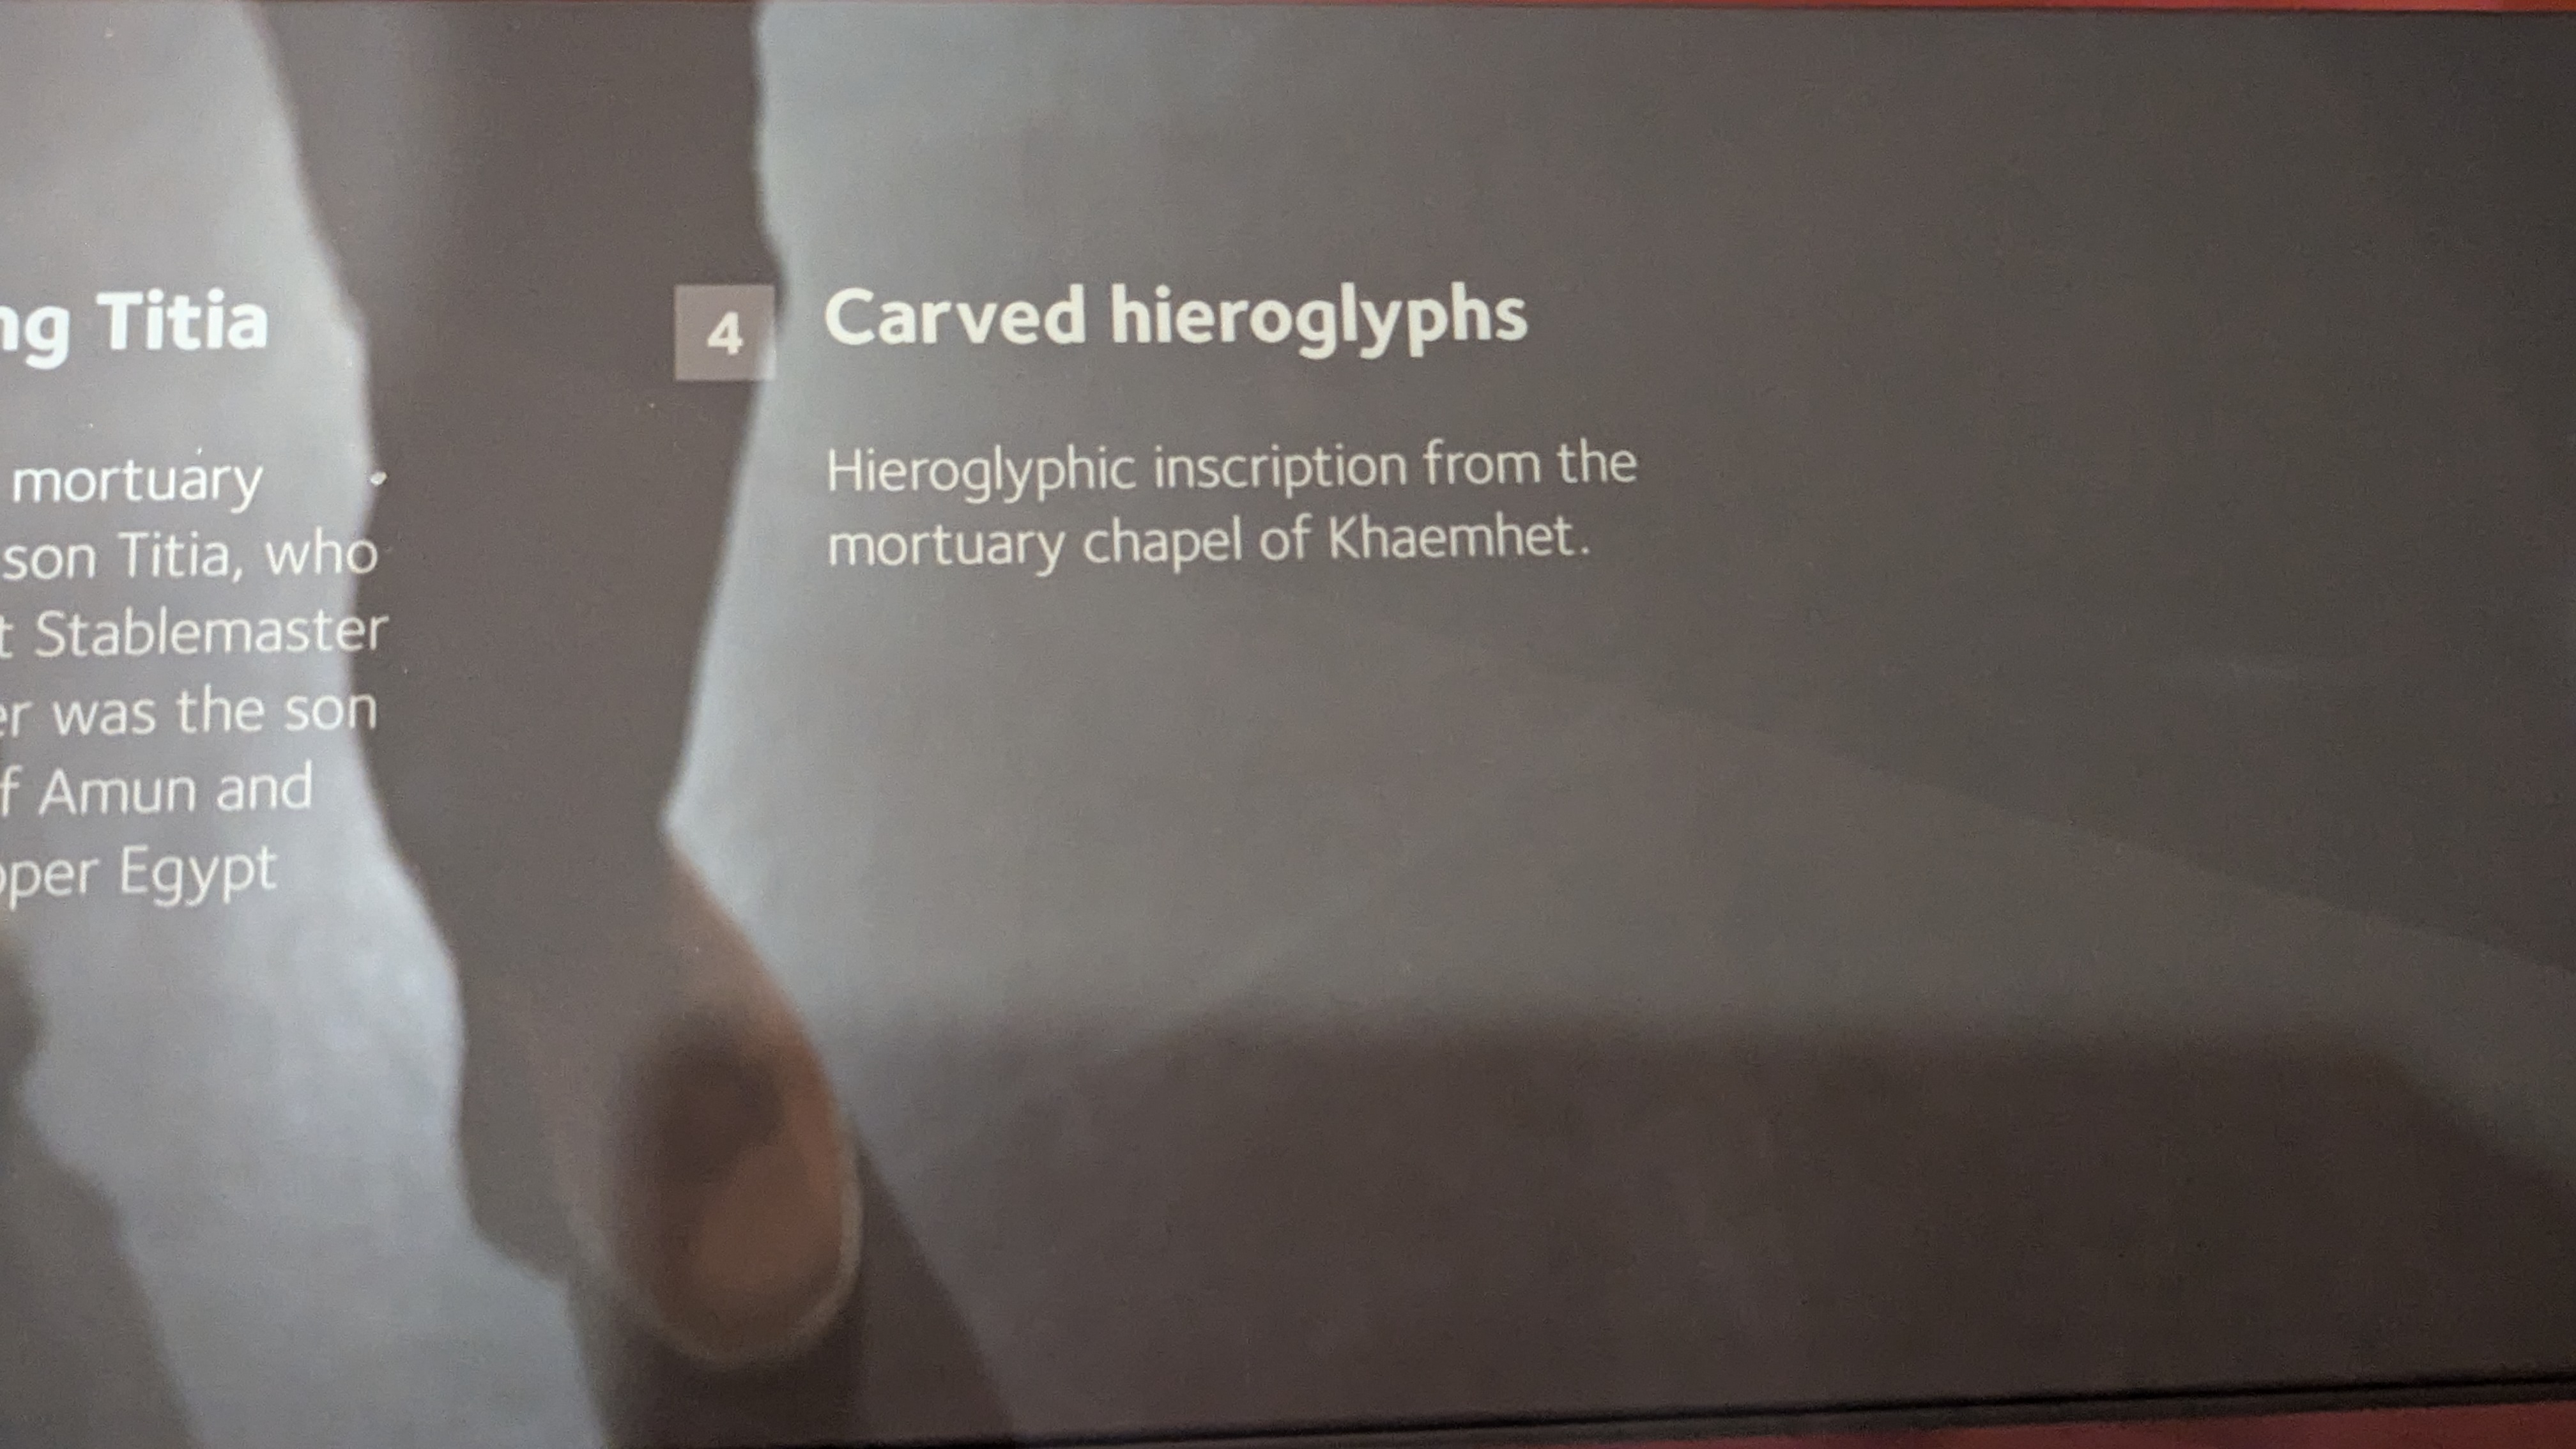 ng Titia
mortuary
son Titia, who
t Stablemaster
er was the son
f Amun and
pper Egypt
4
Carved hieroglyphs
Hieroglyphic inscription from the
mortuary chapel of Khaemhet.